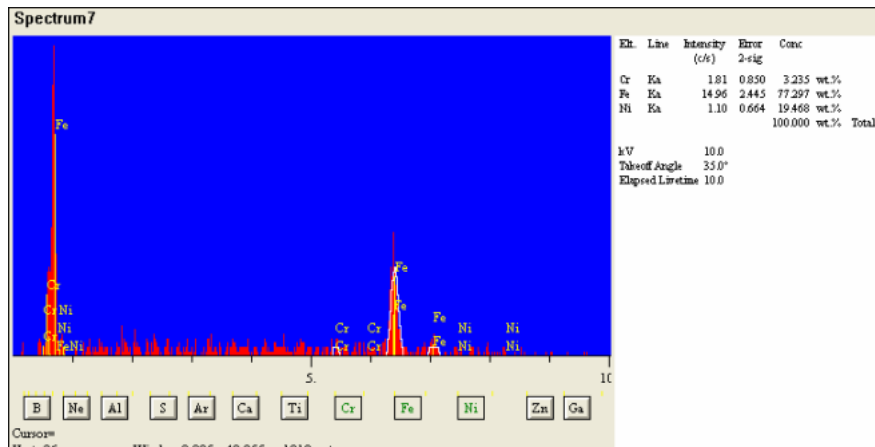 Spectrum7
Elt. Line Intensity (c/s) Error 2-sig Conc
Cr Ka 1.81 0.850 3.235 wt.%
Fe Ka 14.96 2.445 77.297 wt.%
Ni Ka 1.10 0.664 19.468 wt.%
100.000 wt.% Total
kV 10.0
Takeoff Angle 35.0°
Elapsed Livetime 10.0
Fe
Cr
Cr Ni
Ni
Cr
Fe Ni
Cr Cr Fe Fe Ni Ni
Cr Cr Fe Fe Ni Ni
5. 10
B Ne Al S Ar Ca Ti Cr Fe Ni Zn Ga
Cursor=